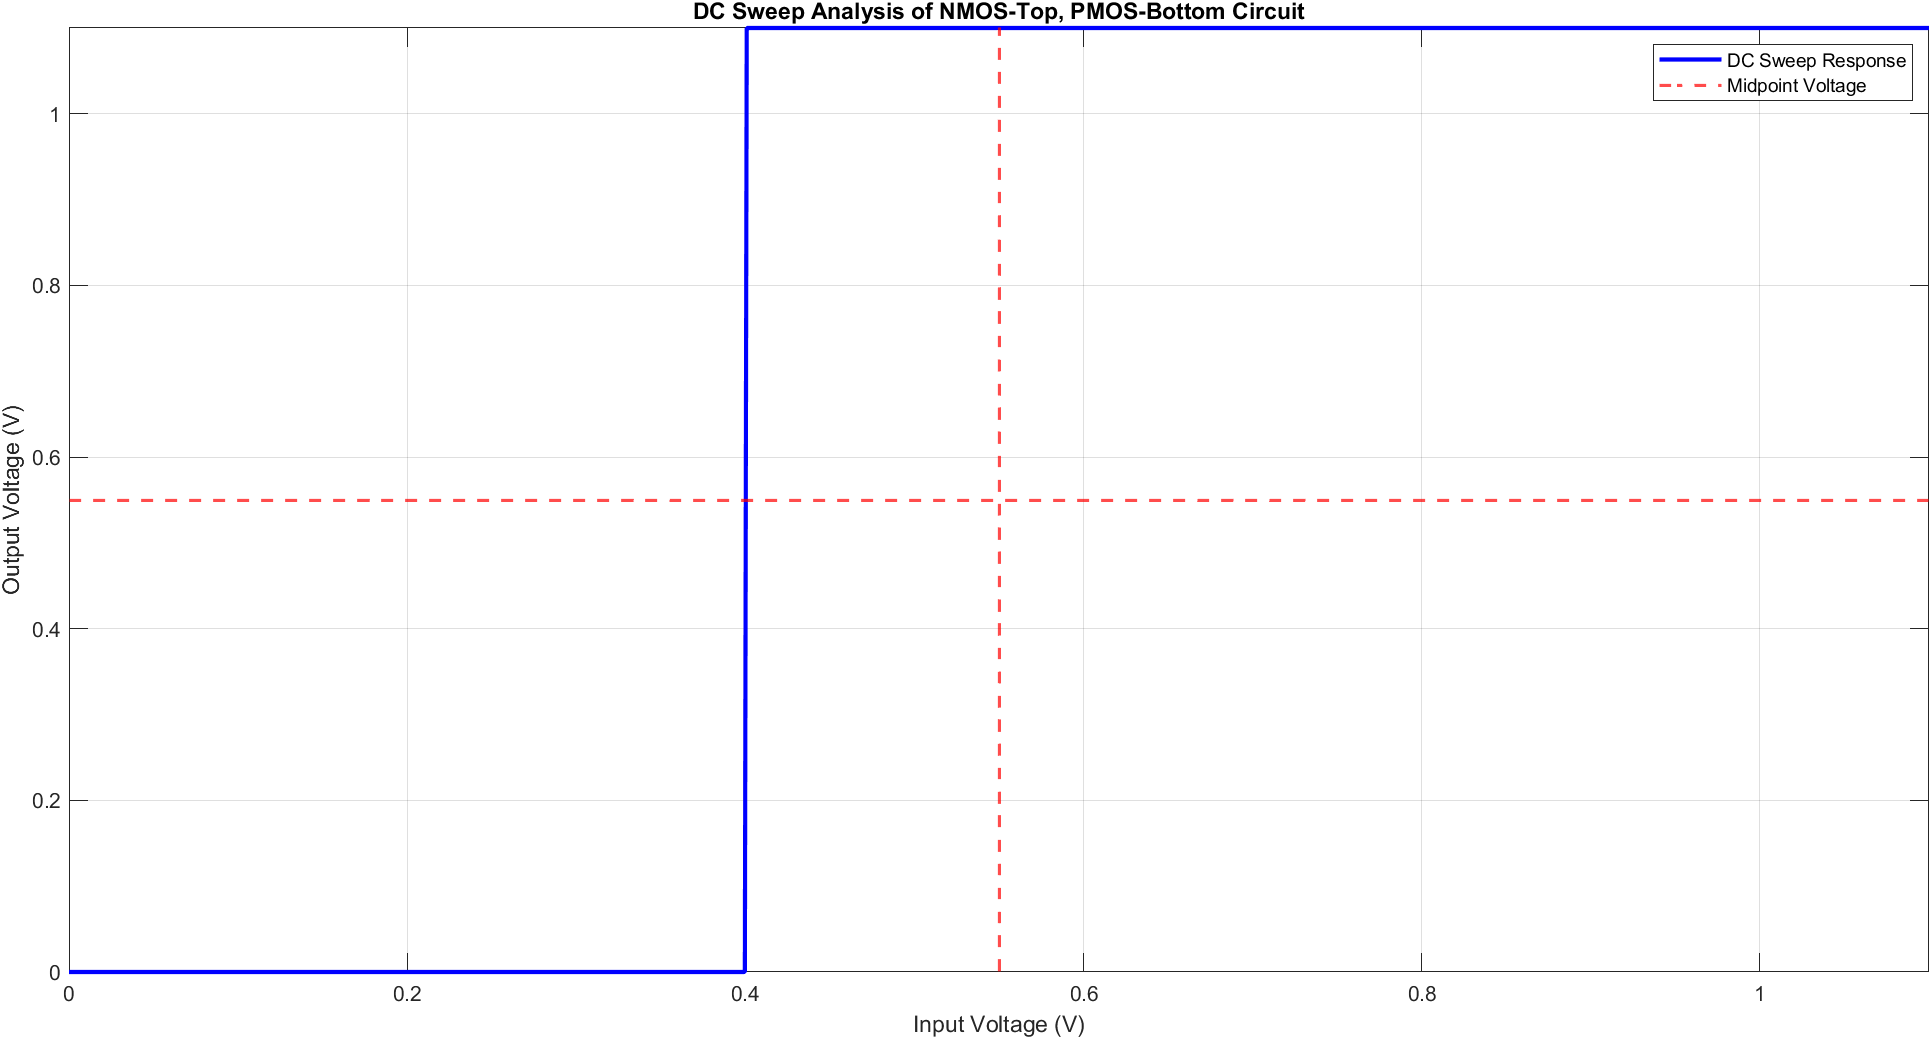 DC Sweep Analysis of NMOS-Top, PMOS-Bottom Circuit
DC Sweep Response
Midpoint Voltage
Output Voltage (V)
1
0.8
0.6
0.4
0.2
0
0 0.2 0.4 0.6 0.8 1
Input Voltage (V)